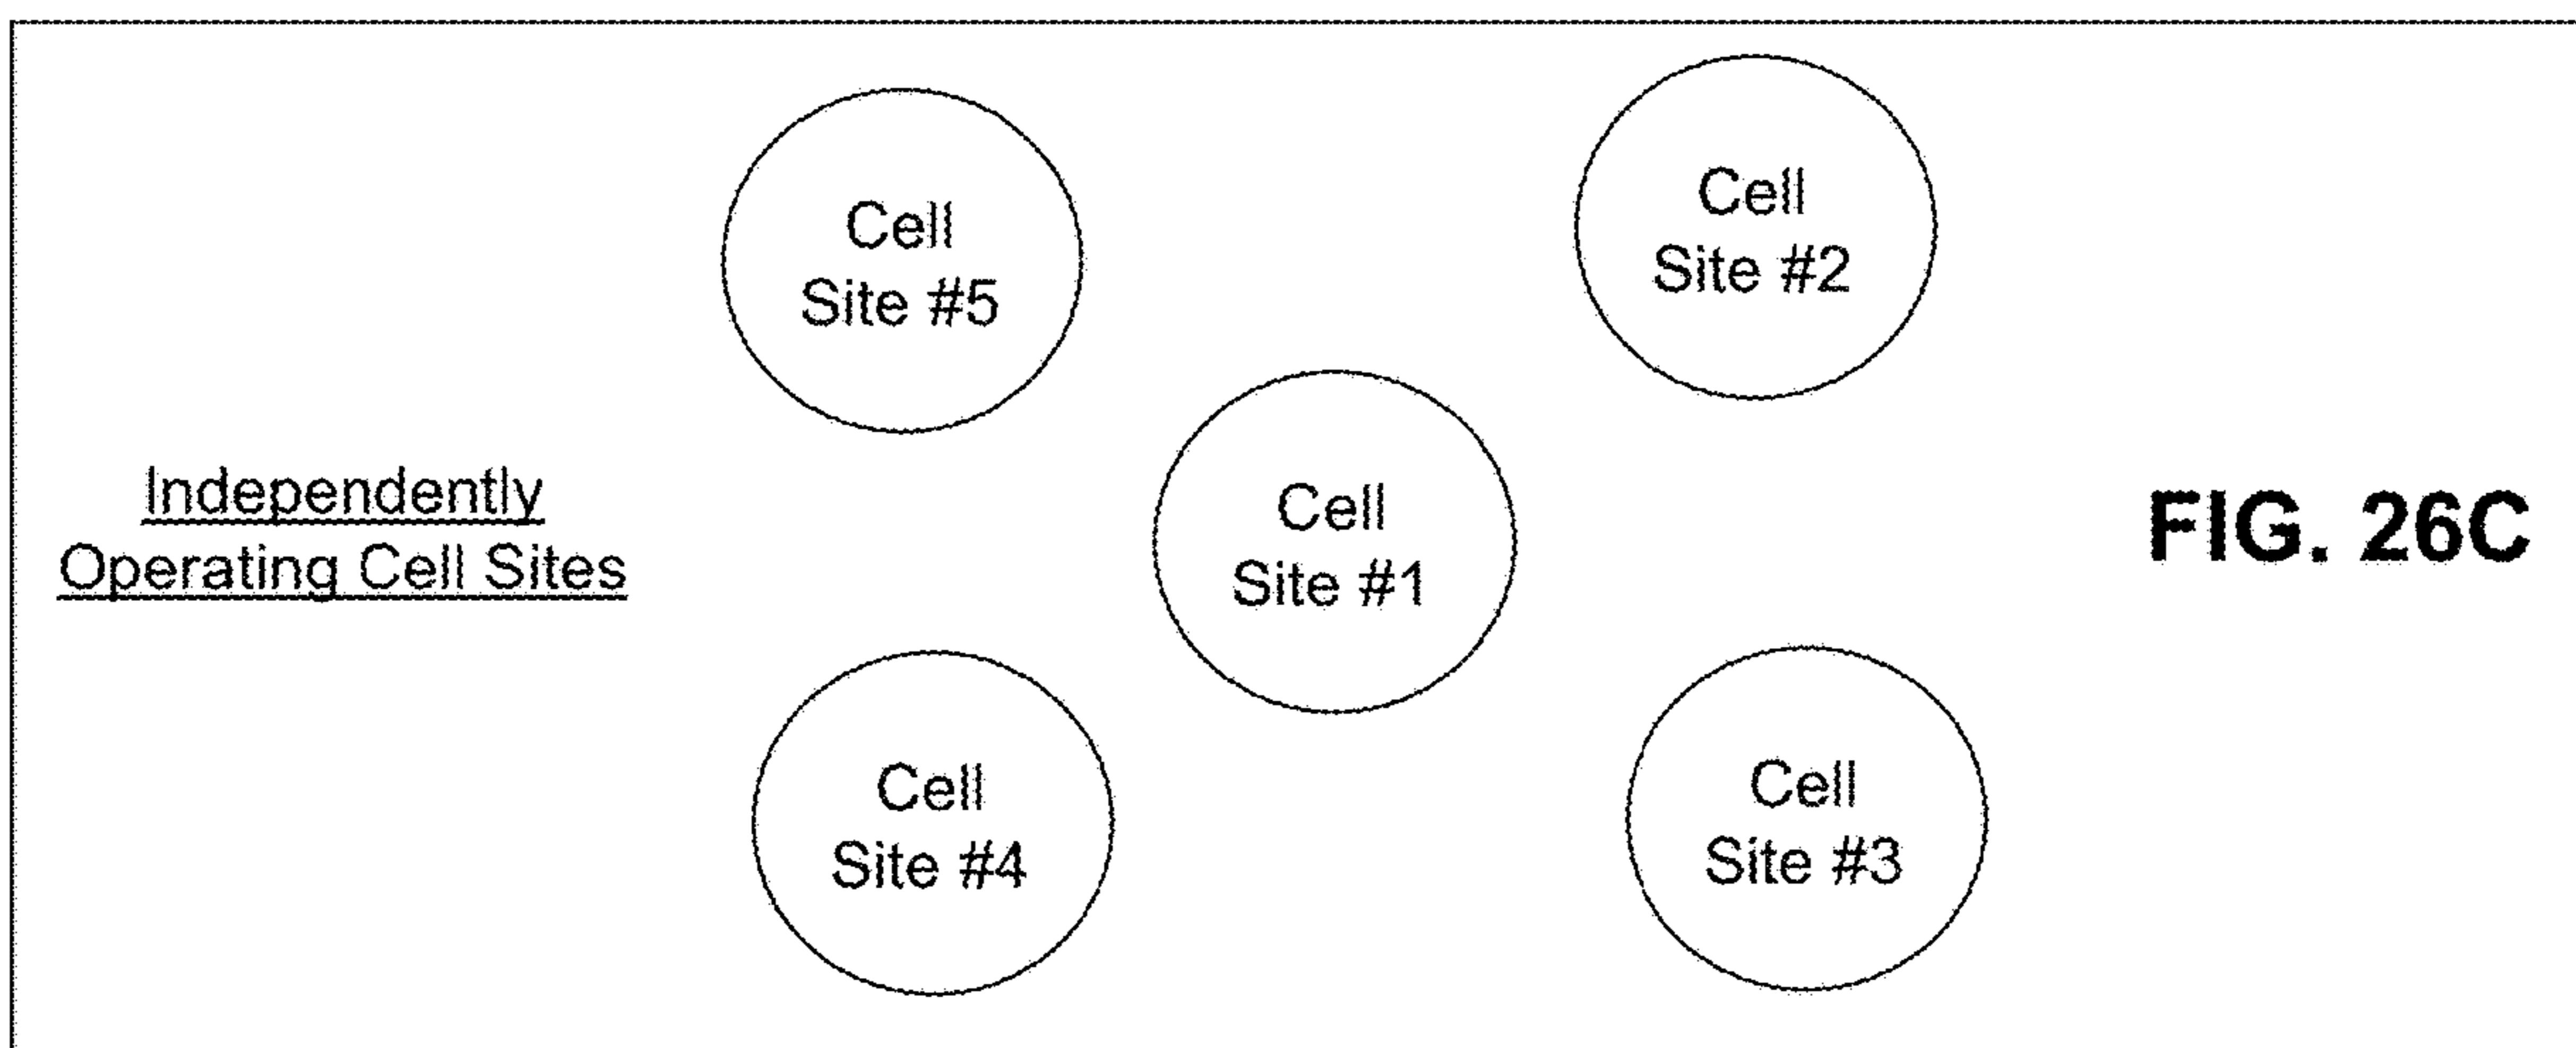 Cell
Site #5
Cell
Site #2
Independently
Operating Cell Sites
Cell
Site #1
FIG. 26C
Cell
Site #4
Cell
Site #3